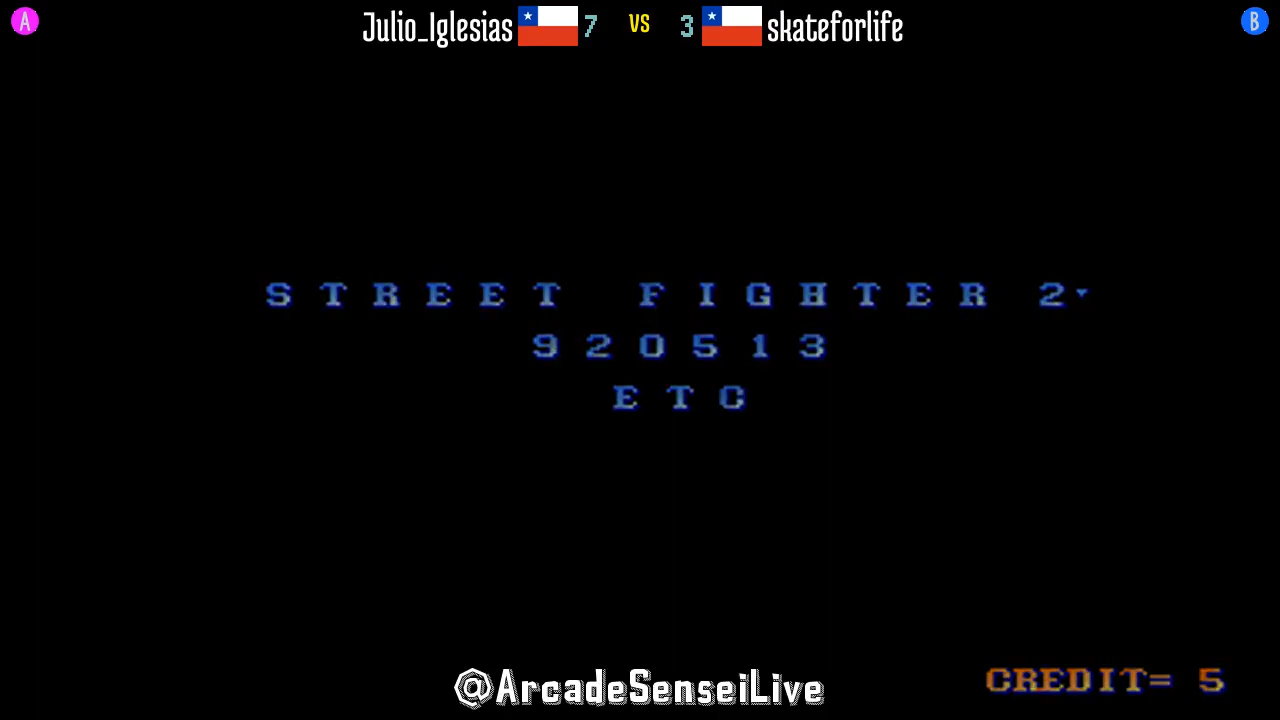 A
Julio_Iglesias 7 VS 3 skateforlife
B
STREET FIGHTER 2'
920513
ETC
@ArcadeSenseiLive
CREDIT= 5